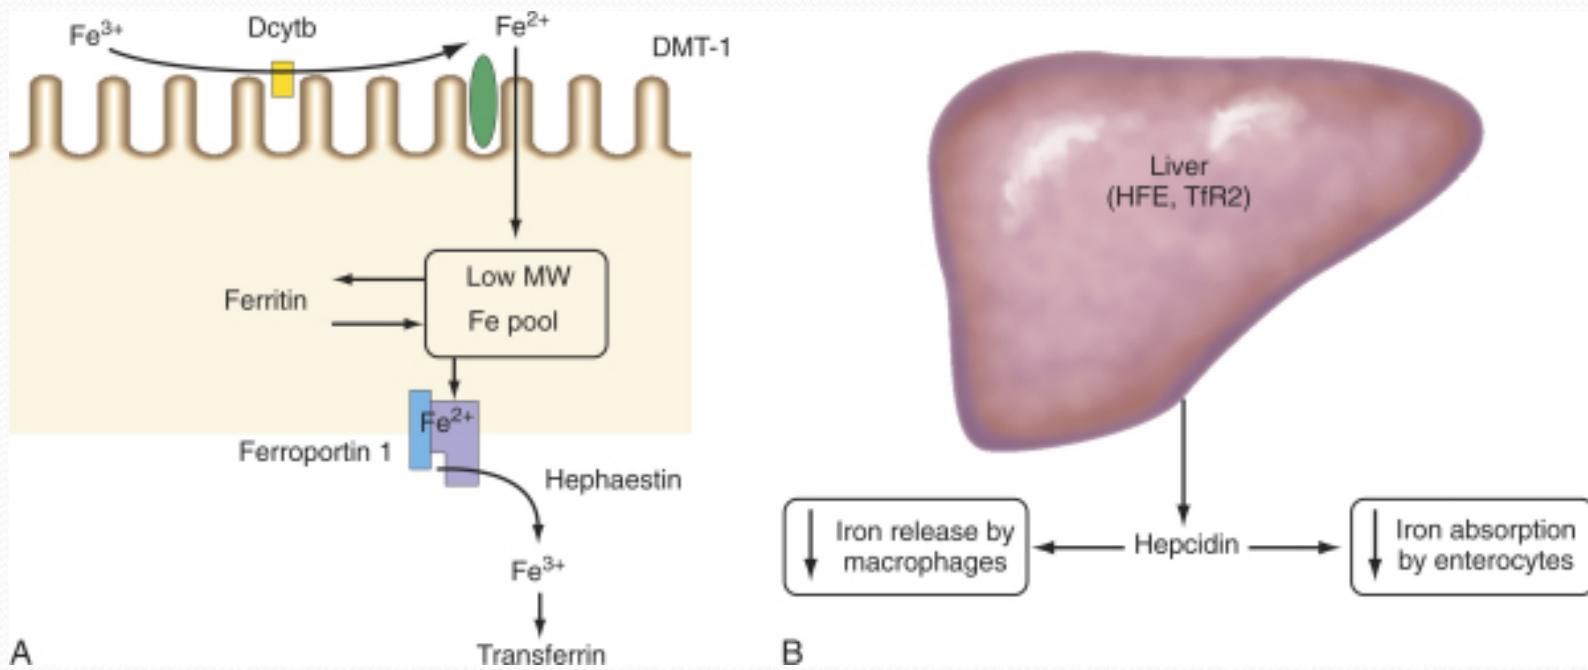 Fe³⁺
Dcytb
Fe²⁺
DMT-1
Low MW
Fe pool
Ferritin
Fe²⁺
Ferroportin 1
Hephaestin
Fe³⁺
Transferrin
A
Liver
(HFE, TfR2)
Iron release by
macrophages
Hepcidin
Iron absorption
by enterocytes
B